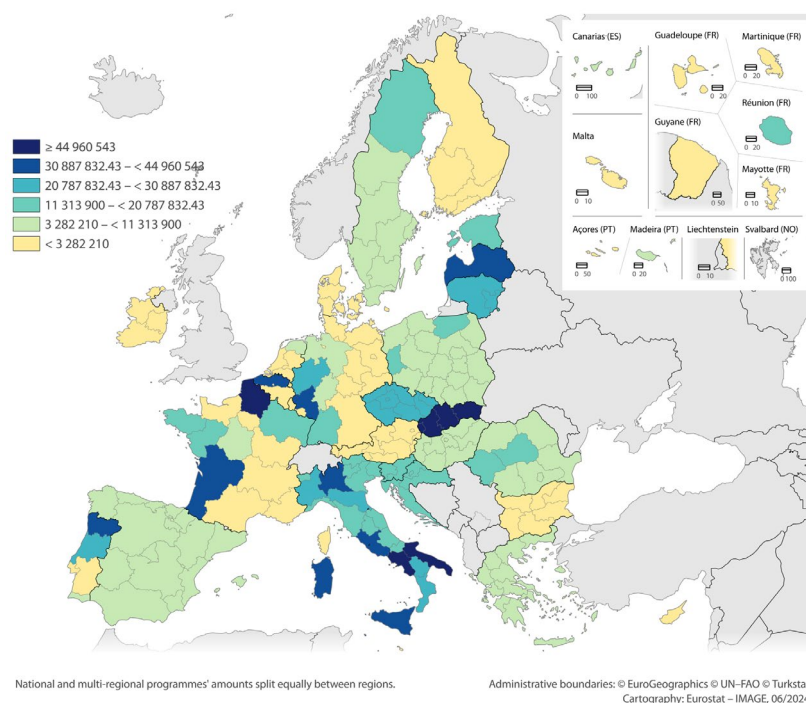 Canarias (ES)
0 100
Guadeloupe (FR)
0 20
Martinique (FR)
0 20
Réunion (FR)
0 20
Malta
0 10
Guyane (FR)
0 50
Mayotte (FR)
0 10
Açores (PT)
0 50
Madeira (PT)
0 20
Liechtenstein
0 10
Svalbard (NO)
0 100
≥ 44 960 543
30 887 832.43 – < 44 960 543
20 787 832.43 – < 30 887 832.43
11 313 900 – < 20 787 832.43
3 282 210 – < 11 313 900
< 3 282 210
National and multi-regional programmes' amounts split equally between regions.
Administrative boundaries: © EuroGeographics © UN–FAO © Turksta
Cartography: Eurostat – IMAGE, 06/2024